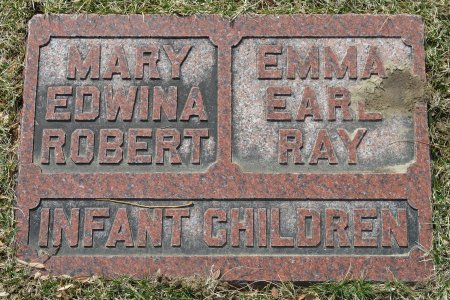 MARY
EDWINA
ROBERT
EMMA
EARL
RAY
INFANT CHILDREN